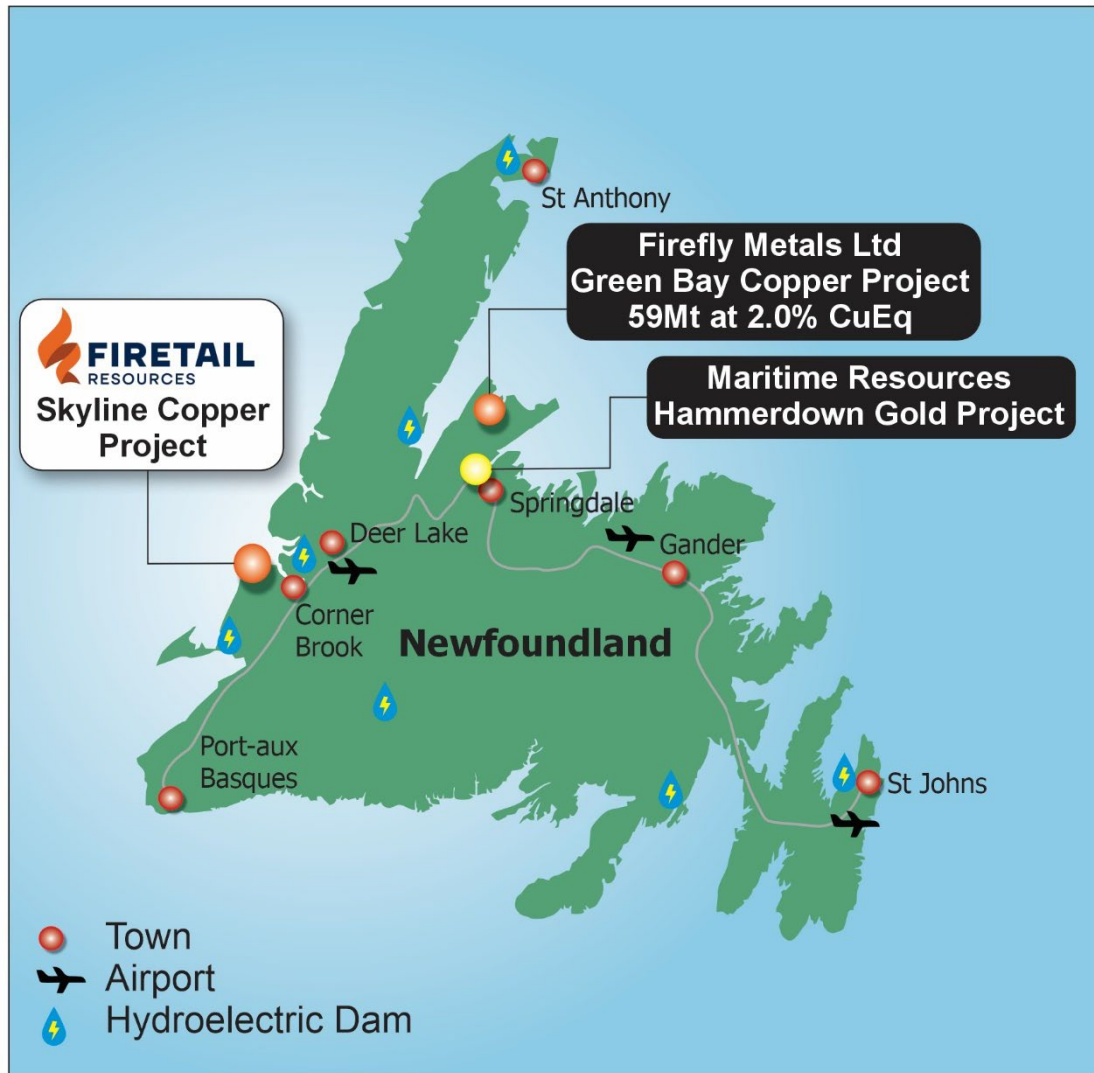 St Anthony
Firefly Metals Ltd
Green Bay Copper Project
59Mt at 2.0% CuEq
FIRETAIL
RESOURCES
Skyline Copper
Project
Maritime Resources
Hammerdown Gold Project
Springdale
Deer Lake
Gander
Corner
Brook
Newfoundland
Port-aux
Basques
St Johns
Town
Airport
Hydroelectric Dam